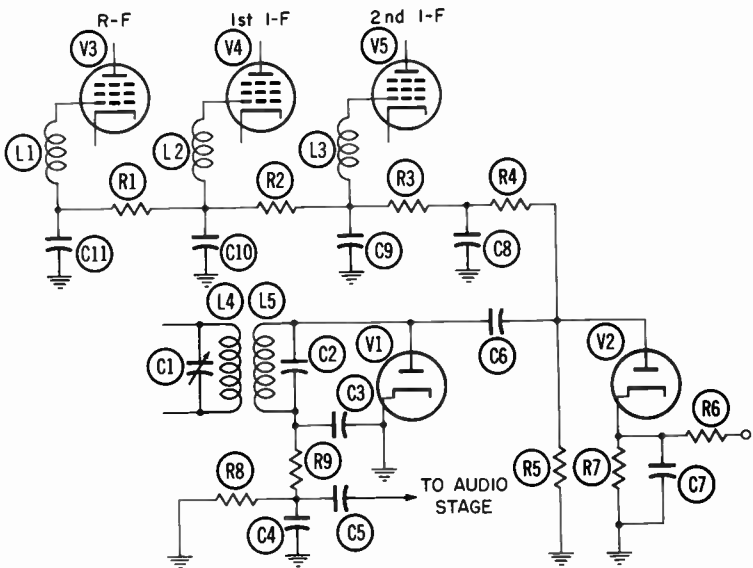 R-F
1st I-F
2nd I-F
V3
V4
V5
L1
L2
L3
R1
R2
R3
R4
C11
C10
C9
C8
L4
L5
C1
C2
V1
C6
V2
C3
R9
R8
C4
C5
TO AUDIO
STAGE
R5
R7
R6
C7